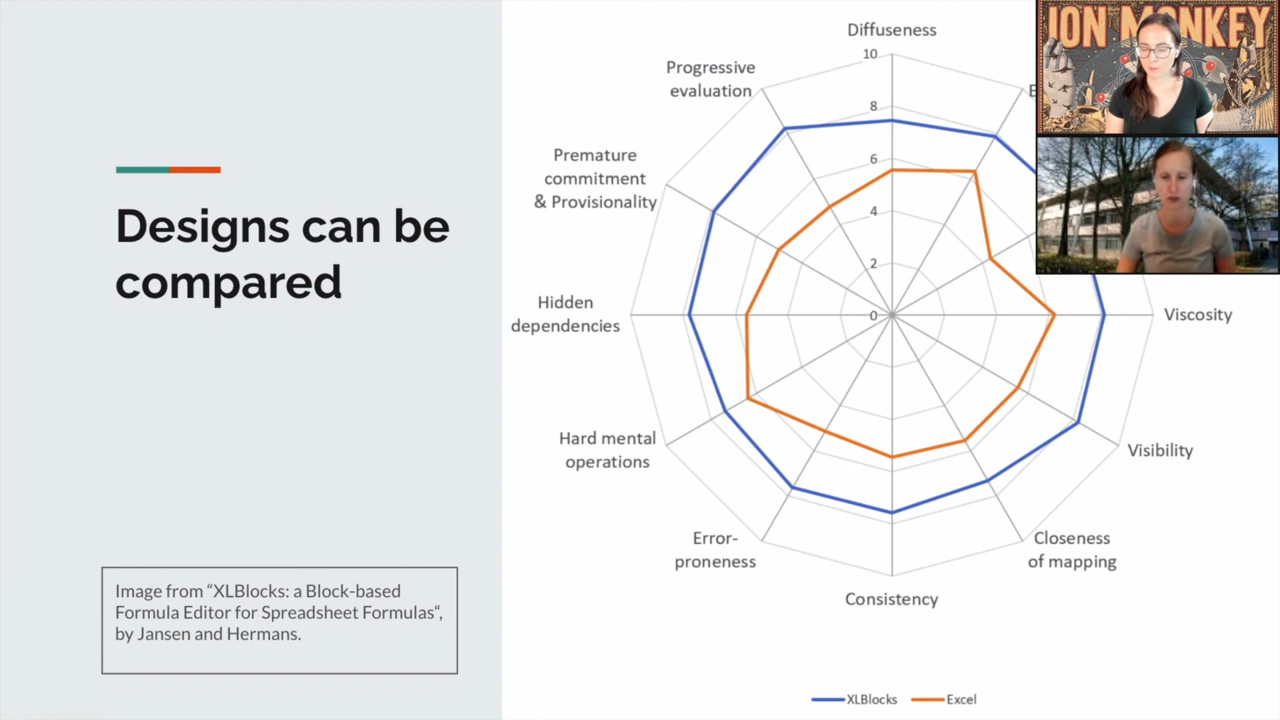 Designs can be
compared
Image from “XLBlocks: a Block-based
Formula Editor for Spreadsheet Formulas“,
by Jansen and Hermans.
Diffuseness
10
8
6
4
2
0
Progressive
evaluation
Premature
commitment
& Provisionality
Hidden
dependencies
Hard mental
operations
Error-
proneness
Consistency
Closeness
of mapping
Visibility
Viscosity
XLBlocks
Excel
ION MONKEY